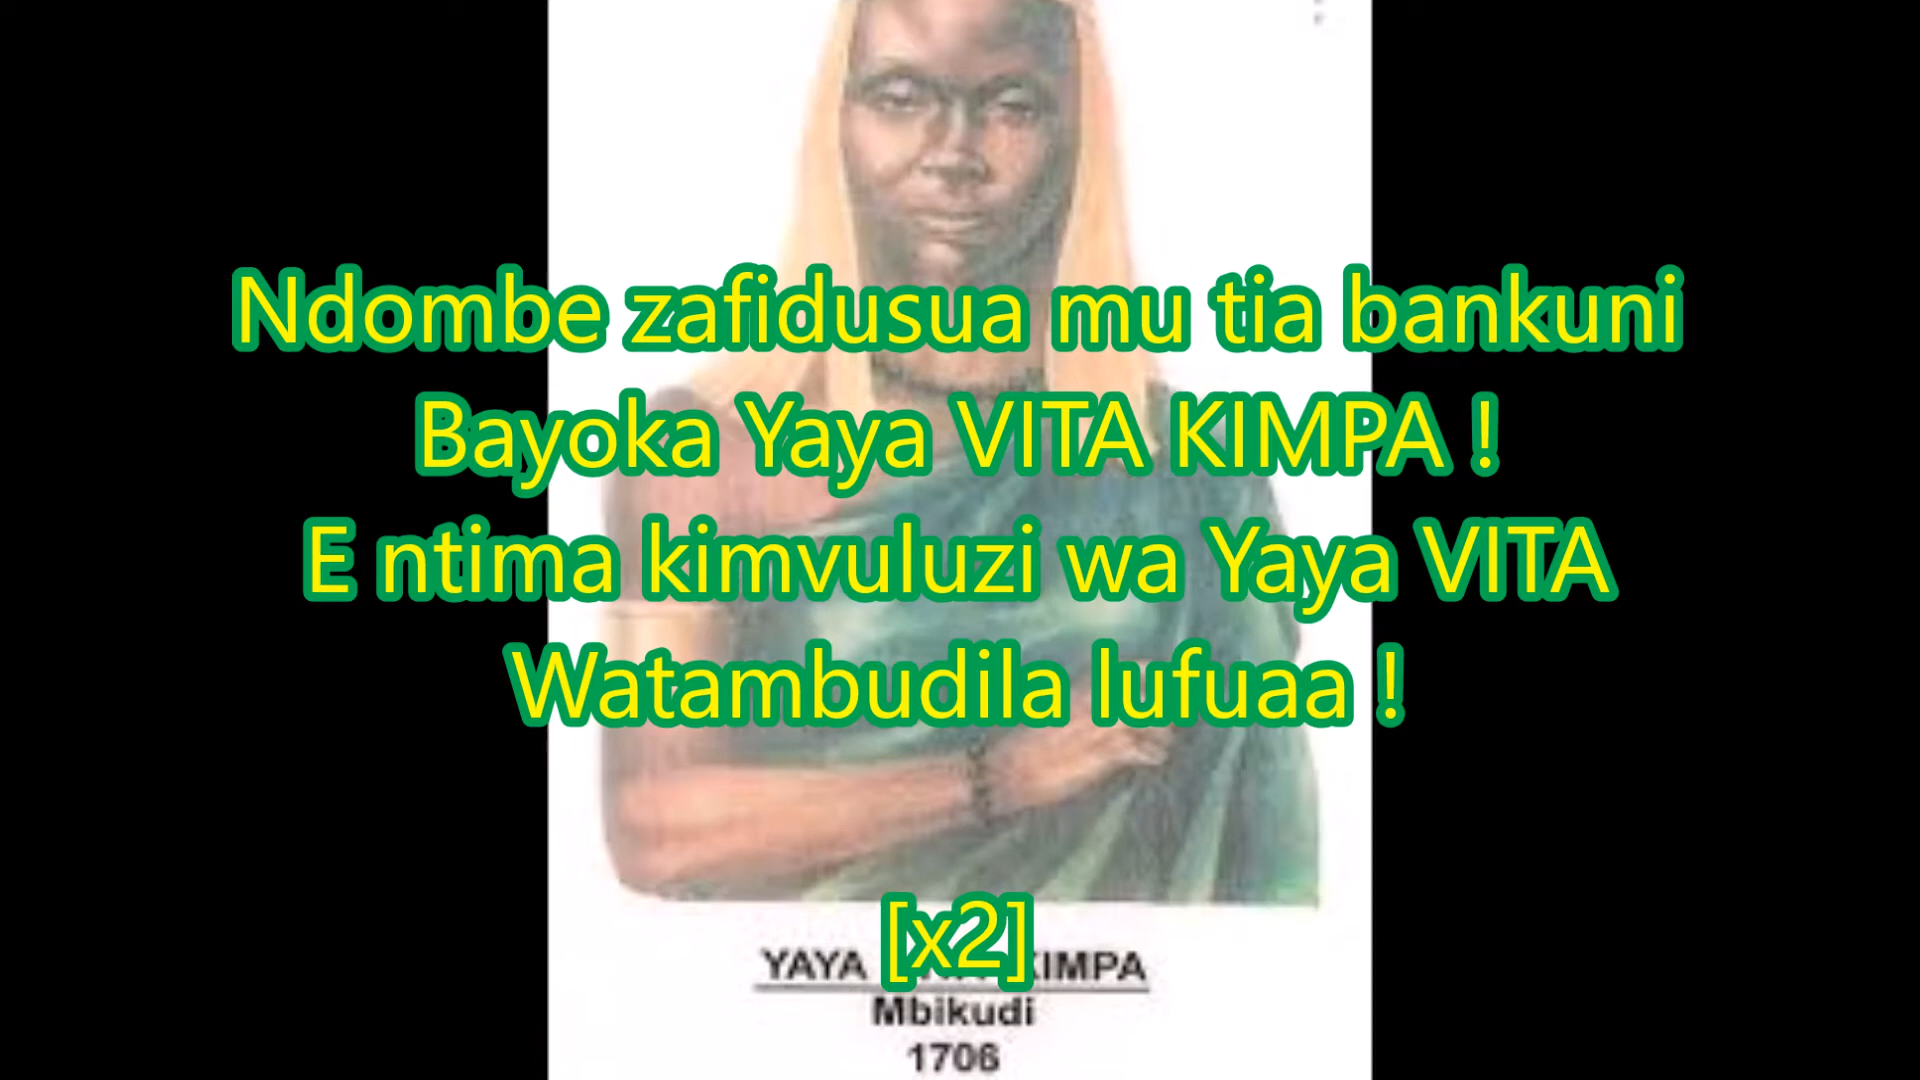 Ndombe zafidusua mu tia bankuni
Bayoka Yaya VITA KIMPA !
E ntima kimvuluzi wa Yaya VITA
Watambudila lufuaa !
[x2]
YAYA KIMPA
Mbikudi
1706